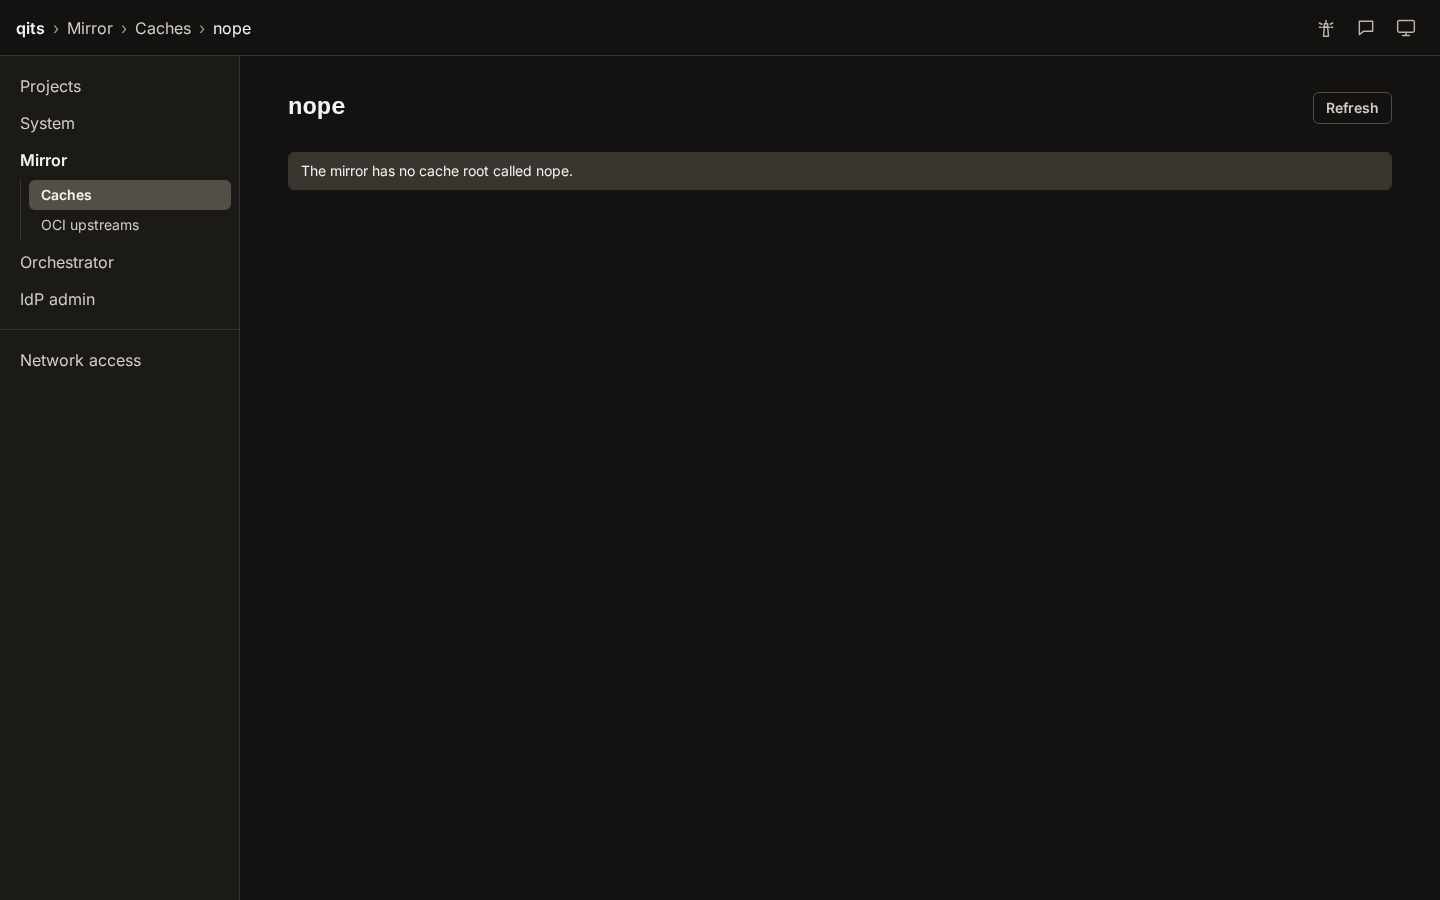 qits › Mirror › Caches › nope
Projects
System
Mirror
Caches
OCI upstreams
Orchestrator
IdP admin
Network access
nope
Refresh
The mirror has no cache root called nope.